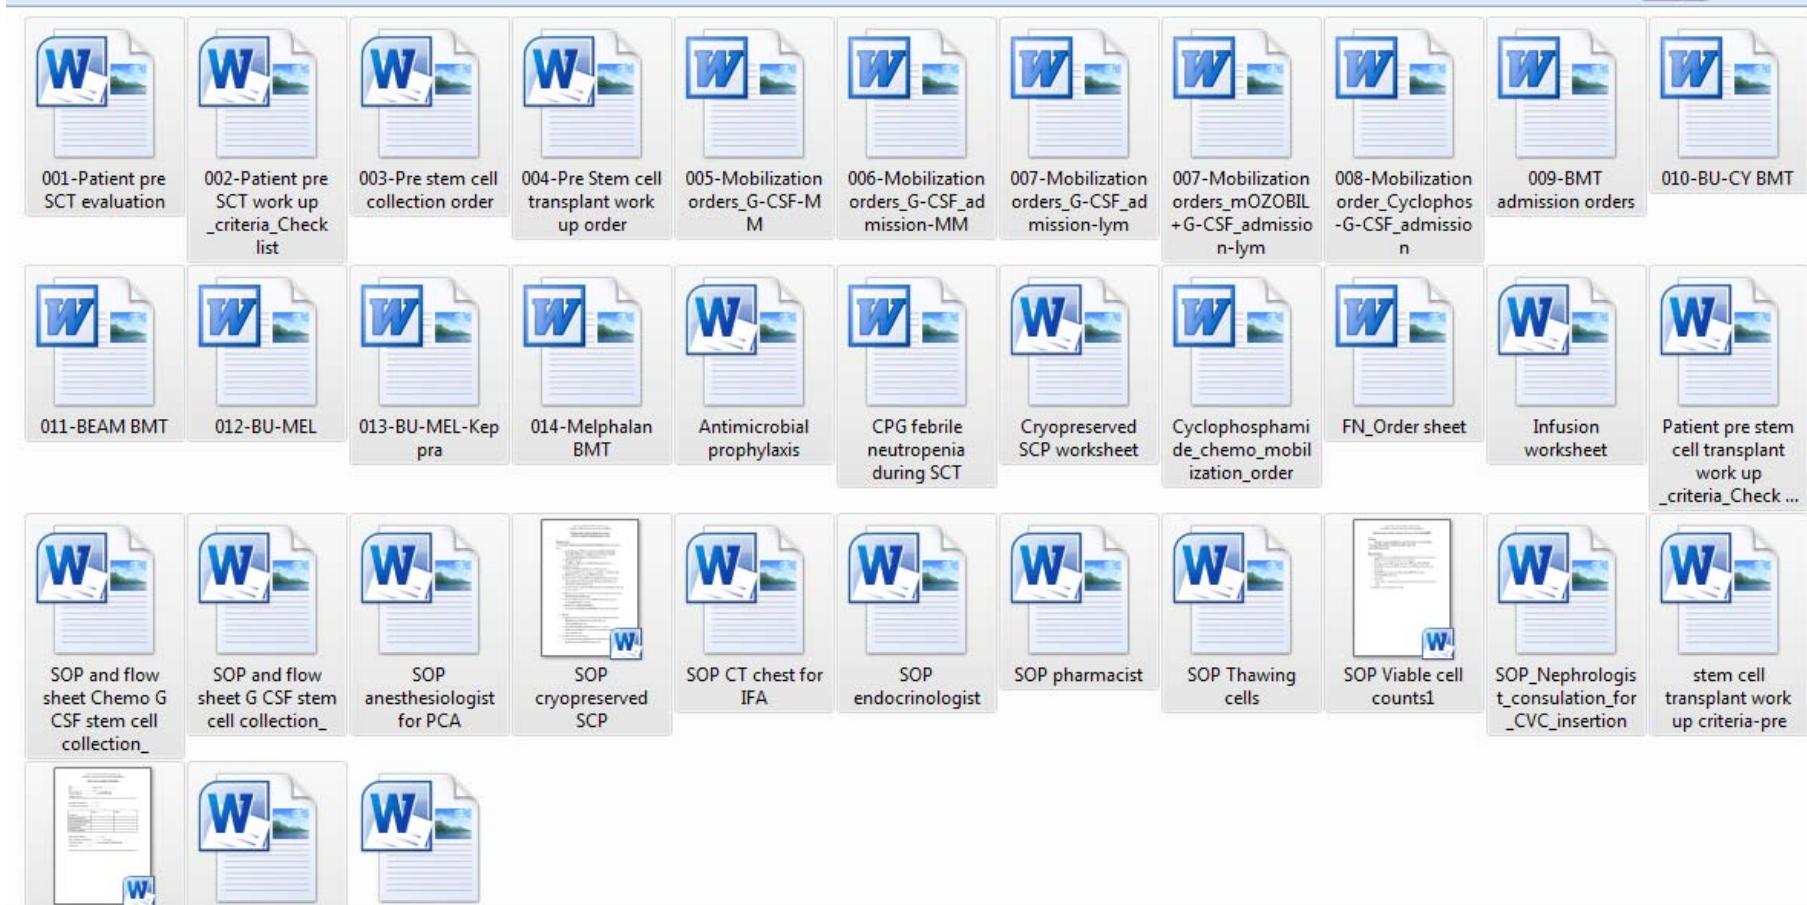 001-Patient pre
SCT evaluation
002-Patient pre
SCT work up
_criteria_Check
list
003-Pre stem cell
collection order
004-Pre Stem cell
transplant work
up order
005-Mobilization
orders_G-CSF-M
M
006-Mobilization
orders_G-CSF_ad
mission-MM
007-Mobilization
orders_G-CSF_ad
mission-lym
007-Mobilization
orders_mOZOBIL
+G-CSF_admissio
n-lym
008-Mobilization
order_Cyclophos
-G-CSF_admissio
n
009-BMT
admission orders
010-BU-CY BMT
011-BEAM BMT
012-BU-MEL
013-BU-MEL-Kep
pra
014-Melphalan
BMT
Antimicrobial
prophylaxis
CPG febrile
neutropenia
during SCT
Cryopreserved
SCP worksheet
Cyclophosphami
de_chemo_mobil
ization_order
FN_Order sheet
Infusion
worksheet
Patient pre stem
cell transplant
work up
_criteria_Check ...
SOP and flow
sheet Chemo G
CSF stem cell
collection_
SOP and flow
sheet G CSF stem
cell collection_
SOP
anesthesiologist
for PCA
SOP
cryopreserved
SCP
SOP CT chest for
IFA
SOP
endocrinologist
SOP pharmacist
SOP Thawing
cells
SOP Viable cell
counts1
SOP_Nephrologis
t_consulation_for
_CVC_insertion
stem cell
transplant work
up criteria-pre